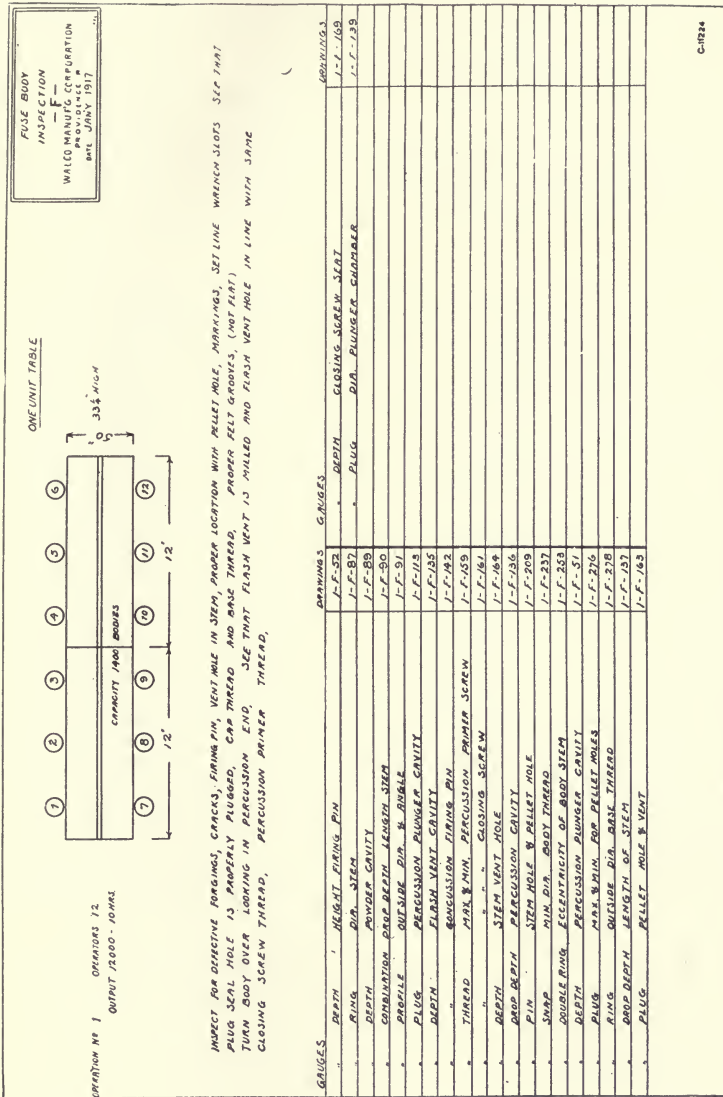 FUSE BODY
INSPECTION
— F —
WALCO MANUF'G CORPORATION
PROVIDENCE
DATE JAN'Y 1917
OPERATION Nº 1 OPERATORS 12
OUTPUT 12000 - 10 HRS
ONE UNIT TABLE
1 2 3 4 5 6
CAPACITY 1400 BODIES
33¾" HIGH
7 8 9 10 11 12
12' 12'
INSPECT FOR DEFECTIVE FORGINGS, CRACKS, FIRING PIN, VENT HOLE IN STEM, PROPER LOCATION WITH PELLET HOLE, MARKINGS, SET LINE WRENCH SLOTS SEE THAT
PLUG SEAL HOLE IS PROPERLY PLUGGED, CAP THREAD AND BASE THREAD, PROPER FELT GROOVES, (NOT FLAT)
TURN BODY OVER LOOKING IN PERCUSSION END, SEE THAT FLASH VENT IS MILLED AND FLASH VENT HOLE IN LINE WITH SAME
CLOSING SCREW THREAD, PERCUSSION PRIMER THREAD,
GAUGES DRAWINGS GAUGES DRAWINGS
" DEPTH HEIGHT FIRING PIN 1-F-52 " DEPTH CLOSING SCREW SEAT 1-F-169
" RING DIA. STEM 1-F-87 " PLUG DIA. PLUNGER CHAMBER 1-F-139
" DEPTH POWDER CAVITY 1-F-89
" COMBINATION DROP DEPTH LENGTH STEM 1-F-90
" PROFILE OUTSIDE DIA. & ANGLE 1-F-91
" PLUG PERCUSSION PLUNGER CAVITY 1-F-113
" DEPTH FLASH VENT CAVITY 1-F-135
" " CONCUSSION FIRING PIN 1-F-142
" THREAD MAX. & MIN. PERCUSSION PRIMER SCREW 1-F-159
" " " " " CLOSING SCREW 1-F-161
" DEPTH STEM VENT HOLE 1-F-164
" DROP DEPTH PERCUSSION CAVITY 1-F-136
" PIN STEM HOLE & PELLET HOLE 1-F-209
" SNAP MIN. DIA. BODY THREAD 1-F-237
" DOUBLE RING ECCENTRICITY OF BODY STEM 1-F-253
" DEPTH PERCUSSION PLUNGER CAVITY 1-F-51
" PLUG MAX. & MIN. FOR PELLET HOLES 1-F-276
" RING OUTSIDE DIA. BASE THREAD 1-F-278
" DROP DEPTH LENGTH OF STEM 1-F-137
" PLUG PELLET HOLE & VENT 1-F-163
C-11224